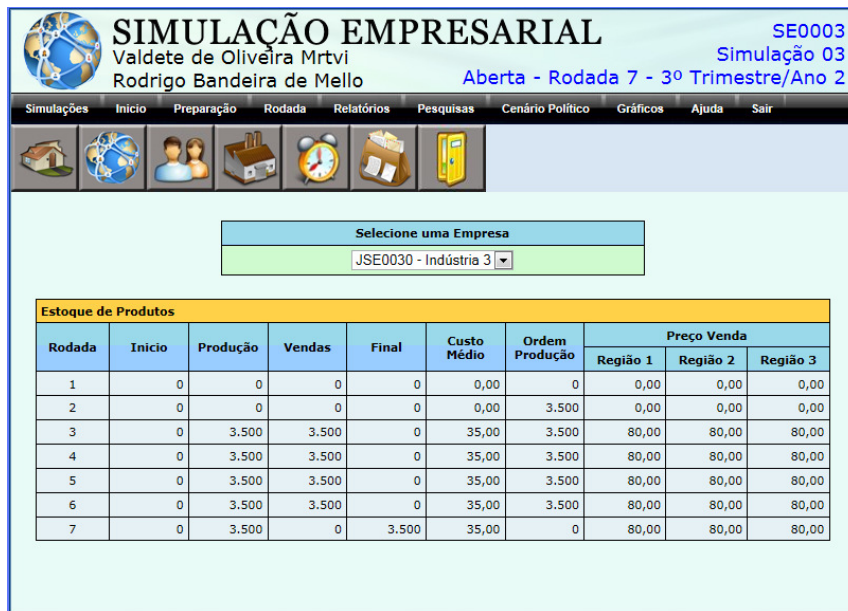 SIMULAÇÃO EMPRESARIAL
SE0003
Valdete de Oliveira Mrtvi
Simulação 03
Rodrigo Bandeira de Mello
Aberta - Rodada 7 - 3º Trimestre/Ano 2
Simulações Inicio Preparação Rodada Relatórios Pesquisas Cenário Político Gráficos Ajuda Sair
Selecione uma Empresa
JSE0030 - Indústria 3
Estoque de Produtos
Rodada Inicio Produção Vendas Final Custo Médio Ordem Produção Preço Venda
Região 1 Região 2 Região 3
1 0 0 0 0 0,00 0 0,00 0,00 0,00
2 0 0 0 0 0,00 3.500 0,00 0,00 0,00
3 0 3.500 3.500 0 35,00 3.500 80,00 80,00 80,00
4 0 3.500 3.500 0 35,00 3.500 80,00 80,00 80,00
5 0 3.500 3.500 0 35,00 3.500 80,00 80,00 80,00
6 0 3.500 3.500 0 35,00 3.500 80,00 80,00 80,00
7 0 3.500 0 3.500 35,00 0 80,00 80,00 80,00